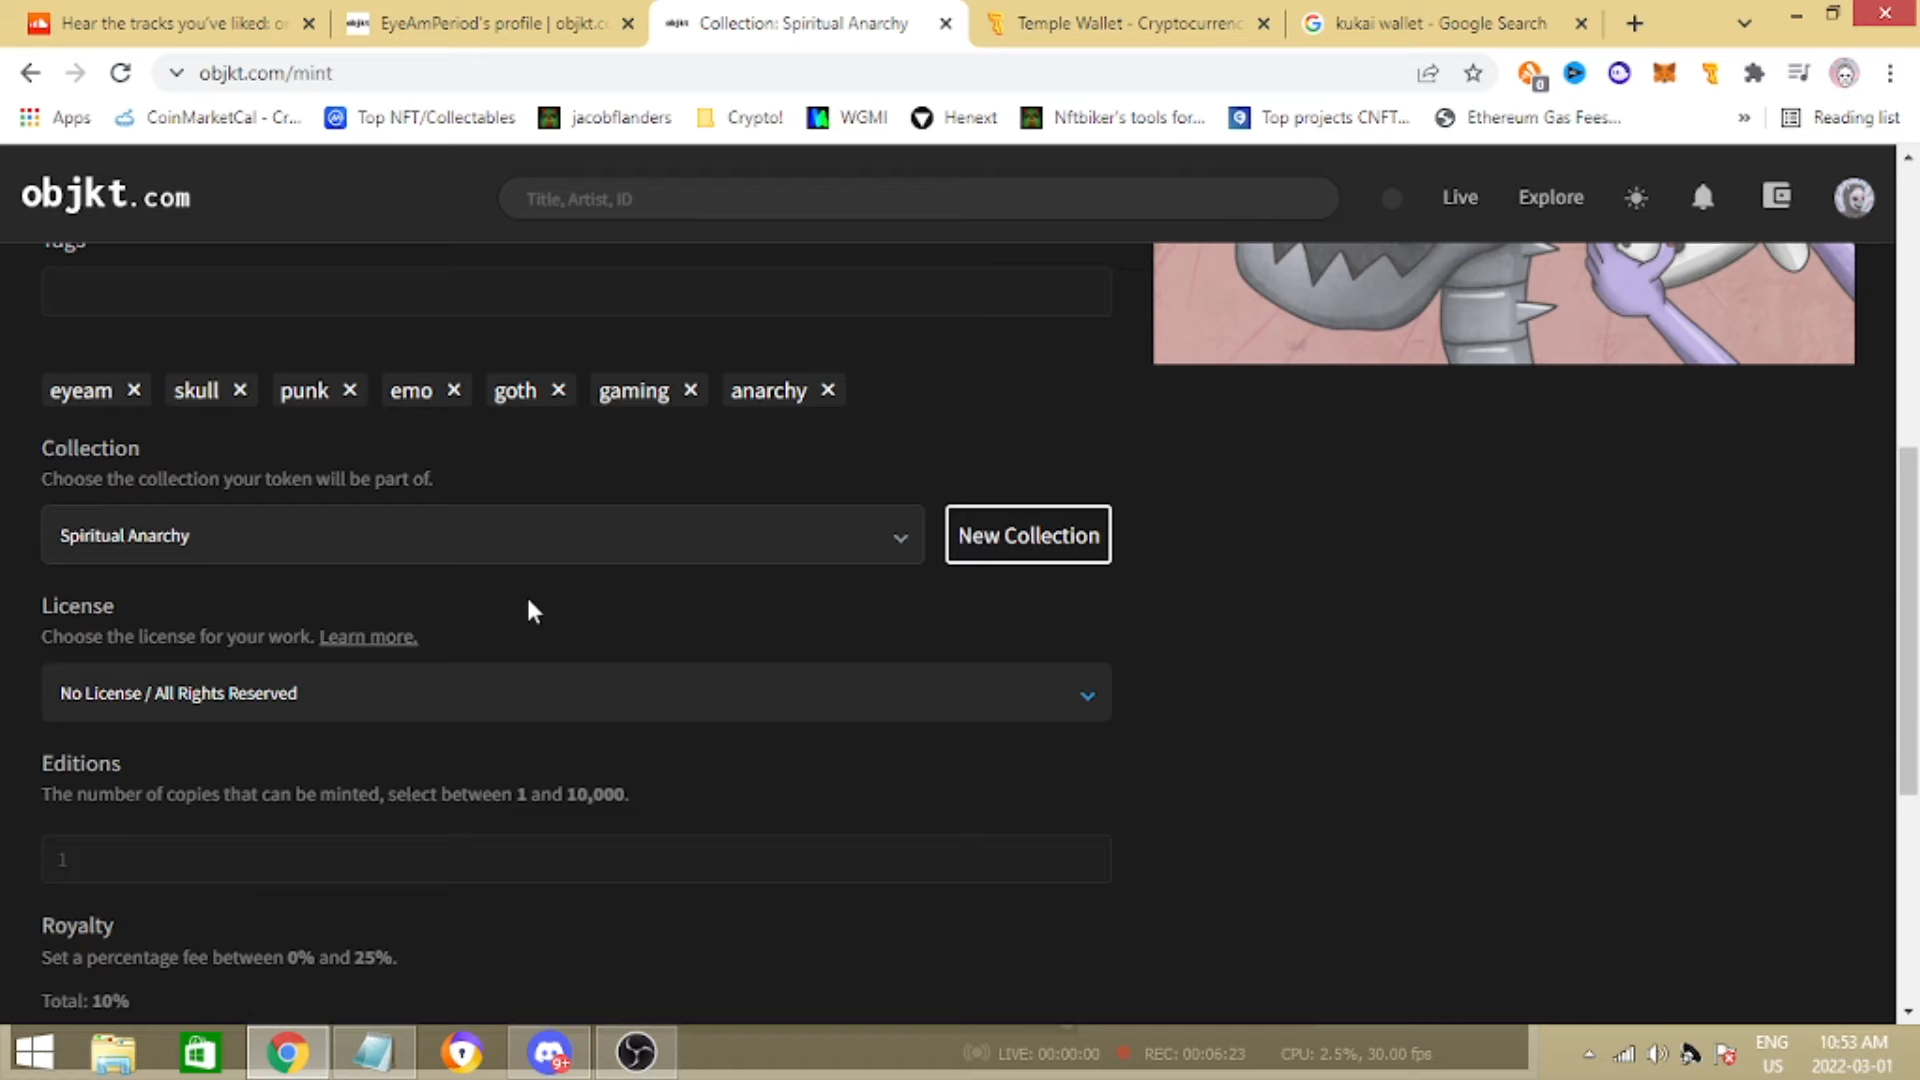 Hear the tracks you've liked: or
EyeAmPeriod's profile | objkt.co
Collection: Spiritual Anarchy
Temple Wallet - Cryptocurrenc
kukai wallet - Google Search
objkt.com/mint
0
Apps
CoinMarketCal - Cr...
Top NFT/Collectables
jacobflanders
Crypto!
WGMI
Henext
Nftbiker's tools for...
Top projects CNFT...
Ethereum Gas Fees...
»
Reading list
objkt.com
Title, Artist, ID
Live
Explore
Tags
eyeam ×
skull ×
punk ×
emo ×
goth ×
gaming ×
anarchy ×
Collection
Choose the collection your token will be part of.
Spiritual Anarchy
New Collection
License
Choose the license for your work. Learn more.
No License / All Rights Reserved
Editions
The number of copies that can be minted, select between 1 and 10,000.
1
Royalty
Set a percentage fee between 0% and 25%.
Total: 10%
9+
LIVE: 00:00:00
REC: 00:06:23
CPU: 2.5%, 30.00 fps
ENG
US
10:53 AM
2022-03-01